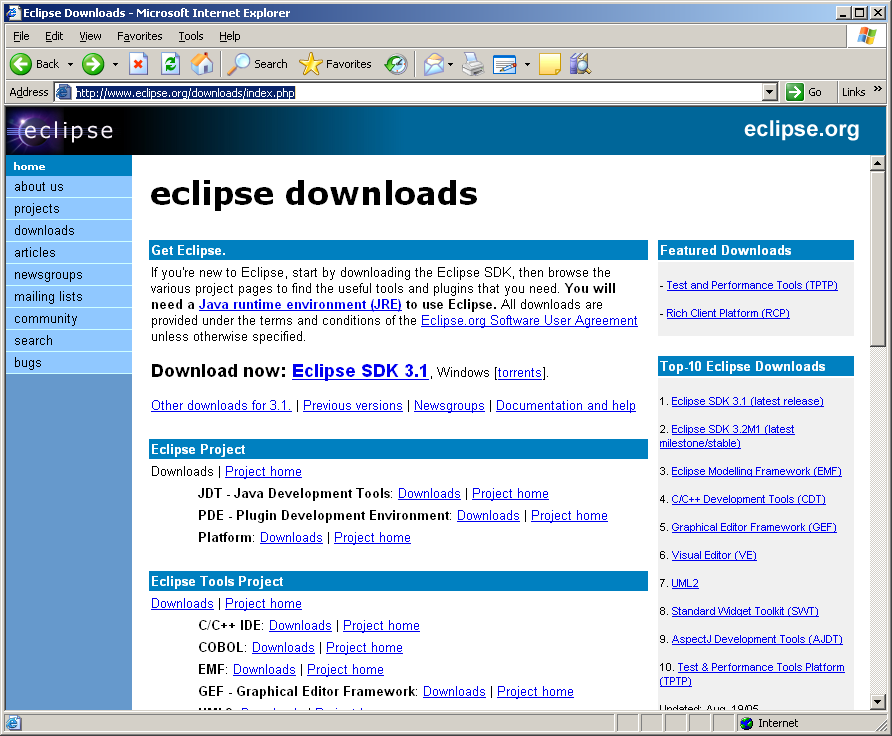 Eclipse Downloads - Microsoft Internet Explorer
File Edit View Favorites Tools Help
Back Search Favorites
Address http://www.eclipse.org/downloads/index.php Go Links »
eclipse
eclipse.org
home
about us
projects
downloads
articles
newsgroups
mailing lists
community
search
bugs
eclipse downloads
Get Eclipse.
If you're new to Eclipse, start by downloading the Eclipse SDK, then browse the
various project pages to find the useful tools and plugins that you need. You will
need a Java runtime environment (JRE) to use Eclipse. All downloads are
provided under the terms and conditions of the Eclipse.org Software User Agreement
unless otherwise specified.
Download now: Eclipse SDK 3.1, Windows [torrents].
Other downloads for 3.1. | Previous versions | Newsgroups | Documentation and help
Eclipse Project
Downloads | Project home
JDT - Java Development Tools: Downloads | Project home
PDE - Plugin Development Environment: Downloads | Project home
Platform: Downloads | Project home
Eclipse Tools Project
Downloads | Project home
C/C++ IDE: Downloads | Project home
COBOL: Downloads | Project home
EMF: Downloads | Project home
GEF - Graphical Editor Framework: Downloads | Project home
Featured Downloads
- Test and Performance Tools (TPTP)
- Rich Client Platform (RCP)
Top-10 Eclipse Downloads
1. Eclipse SDK 3.1 (latest release)
2. Eclipse SDK 3.2M1 (latest
milestone/stable)
3. Eclipse Modelling Framework (EMF)
4. C/C++ Development Tools (CDT)
5. Graphical Editor Framework (GEF)
6. Visual Editor (VE)
7. UML2
8. Standard Widget Toolkit (SWT)
9. AspectJ Development Tools (AJDT)
10. Test & Performance Tools Platform
(TPTP)
Updated: Aug. 19/05
Internet